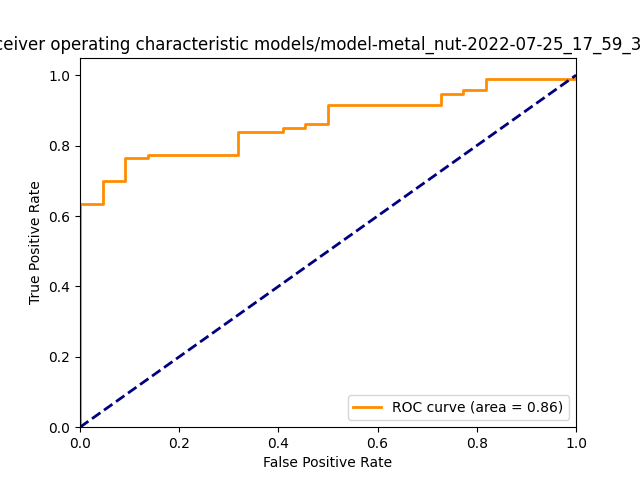 ceiver operating characteristic models/model-metal_nut-2022-07-25_17_59_3
1.0
0.8
0.6
0.4
0.2
0.0
True Positive Rate
ROC curve (area = 0.86)
0.0 0.2 0.4 0.6 0.8 1.0
False Positive Rate